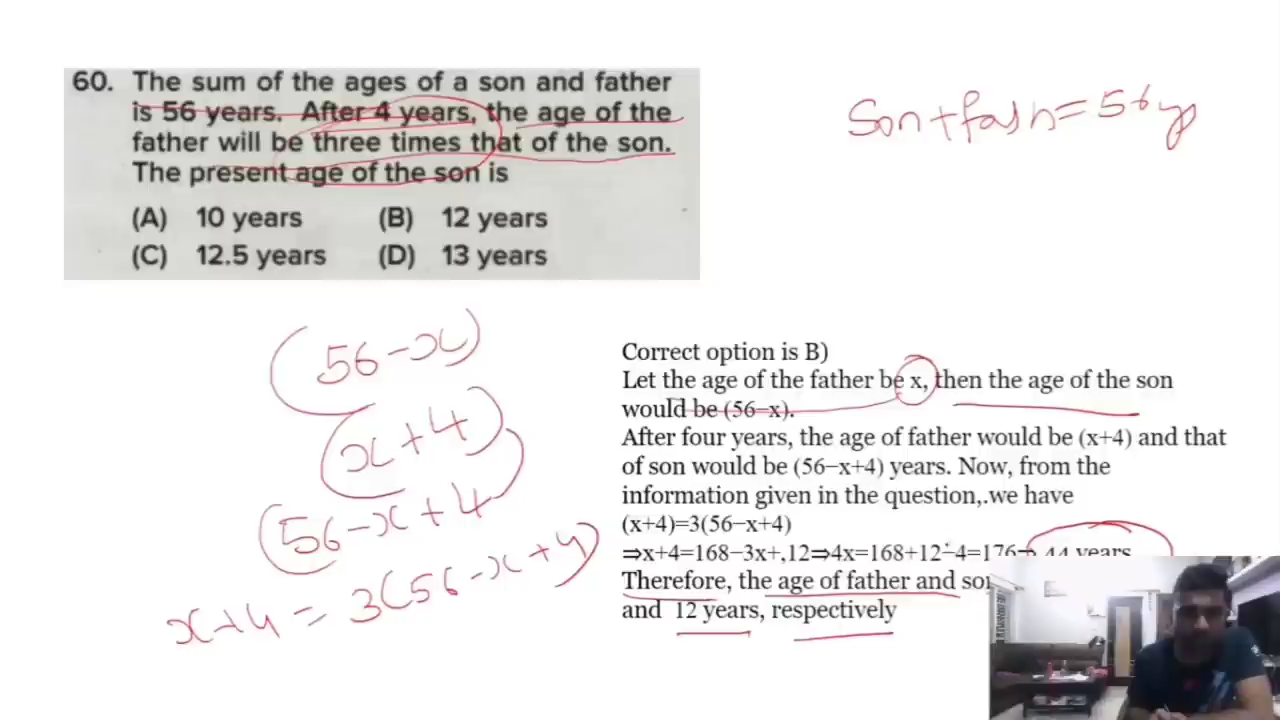 60. The sum of the ages of a son and father
is 56 years. After 4 years, the age of the
father will be three times that of the son.
The present age of the son is
(A) 10 years (B) 12 years
(C) 12.5 years (D) 13 years
Son+fath=56y
(56-x)
(x+4)
(56-x+4)
x+4=3(56-x+4)
Correct option is B)
Let the age of the father be x, then the age of the son
would be (56−x).
After four years, the age of father would be (x+4) and that
of son would be (56−x+4) years. Now, from the
information given in the question,.we have
(x+4)=3(56−x+4)
⇒x+4=168−3x+,12⇒4x=168+12−4=176⇒ 44 years
Therefore, the age of father and
and 12 years, respectively